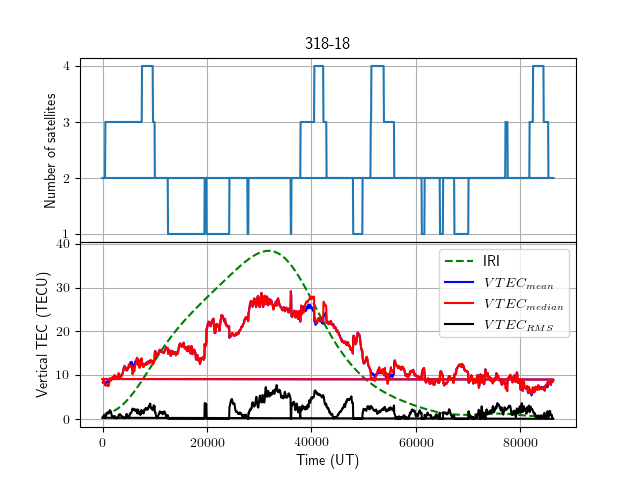 318-18
Number of satellites
4
3
2
1
Vertical TEC (TECU)
40
30
20
10
0
IRI
VTEC_mean
VTEC_median
VTEC_RMS
0 20000 40000 60000 80000
Time (UT)